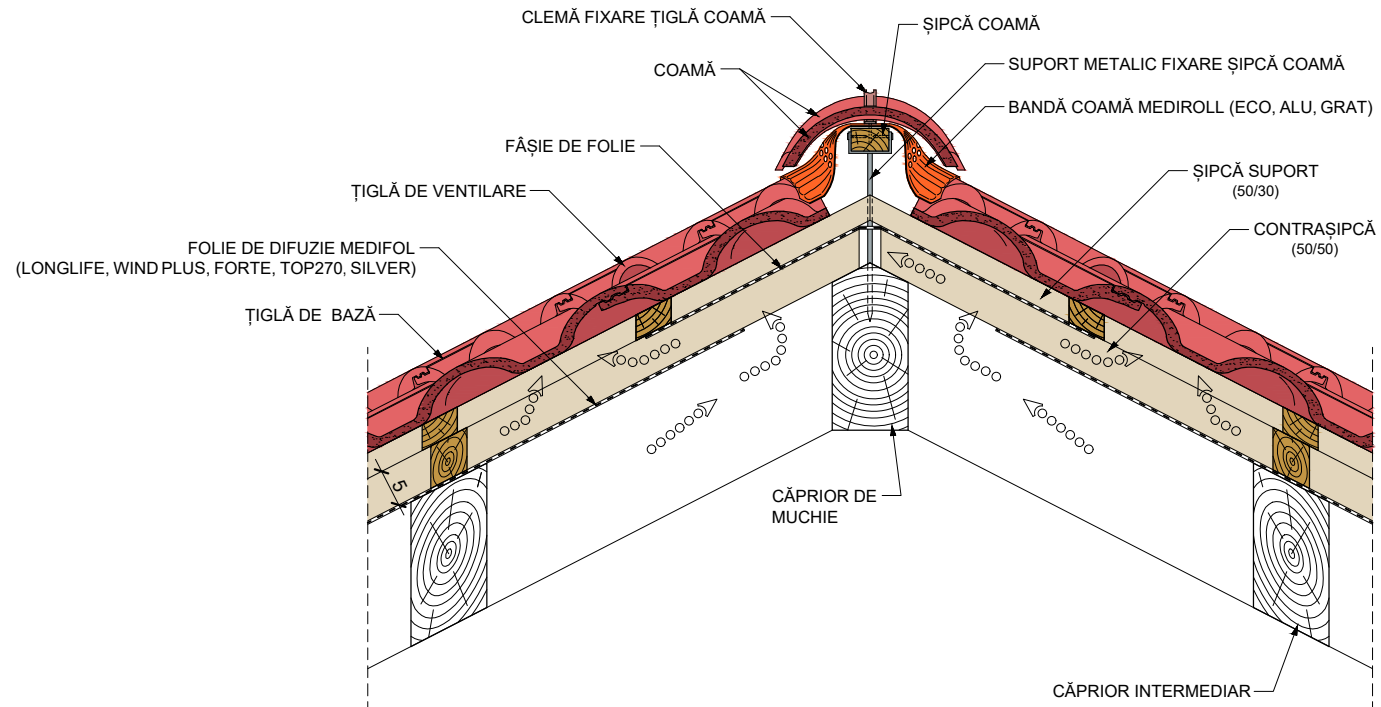 CLEMĂ FIXARE ȚIGLĂ COAMĂ
ȘIPCĂ COAMĂ
COAMĂ
SUPORT METALIC FIXARE ȘIPCĂ COAMĂ
BANDĂ COAMĂ MEDIROLL (ECO, ALU, GRAT)
FÂȘIE DE FOLIE
ȘIPCĂ SUPORT
(50/30)
ȚIGLĂ DE VENTILARE
CONTRAȘIPCĂ
(50/50)
FOLIE DE DIFUZIE MEDIFOL
(LONGLIFE, WIND PLUS, FORTE, TOP270, SILVER)
ȚIGLĂ DE BAZĂ
5
CĂPRIOR DE
MUCHIE
CĂPRIOR INTERMEDIAR